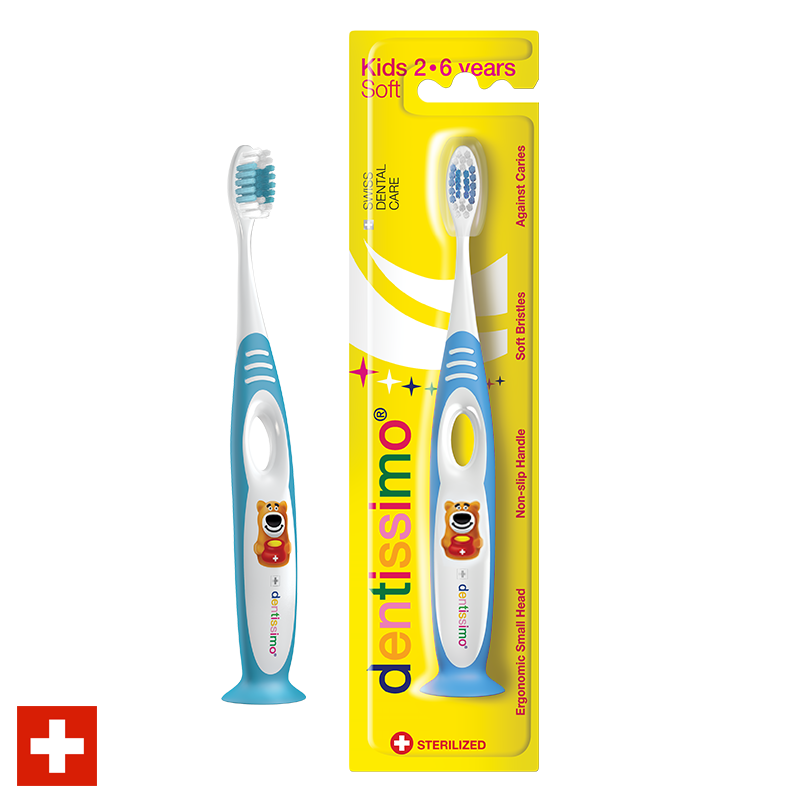 Kids 2•6 years
Soft
SWISS
DENTAL
CARE
Against Caries
Soft Bristles
Non-slip Handle
Ergonomic Small Head
dentissimo®
dentissimo®
dentissimo®
STERILIZED